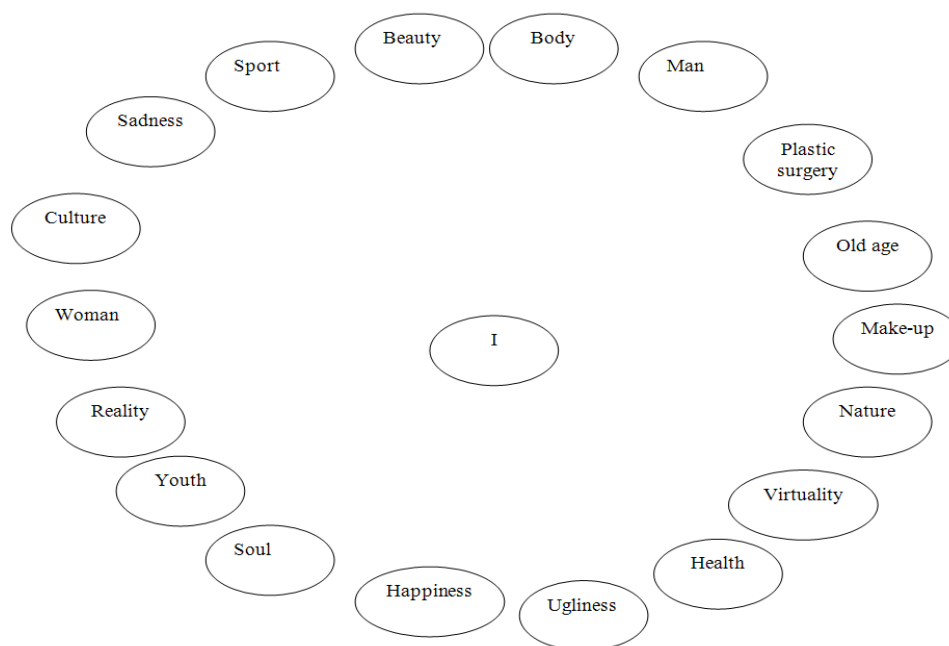 Beauty
Body
Sport
Man
Sadness
Plastic
surgery
Culture
Old age
Woman
Make-up
I
Reality
Nature
Youth
Virtuality
Soul
Health
Happiness
Ugliness